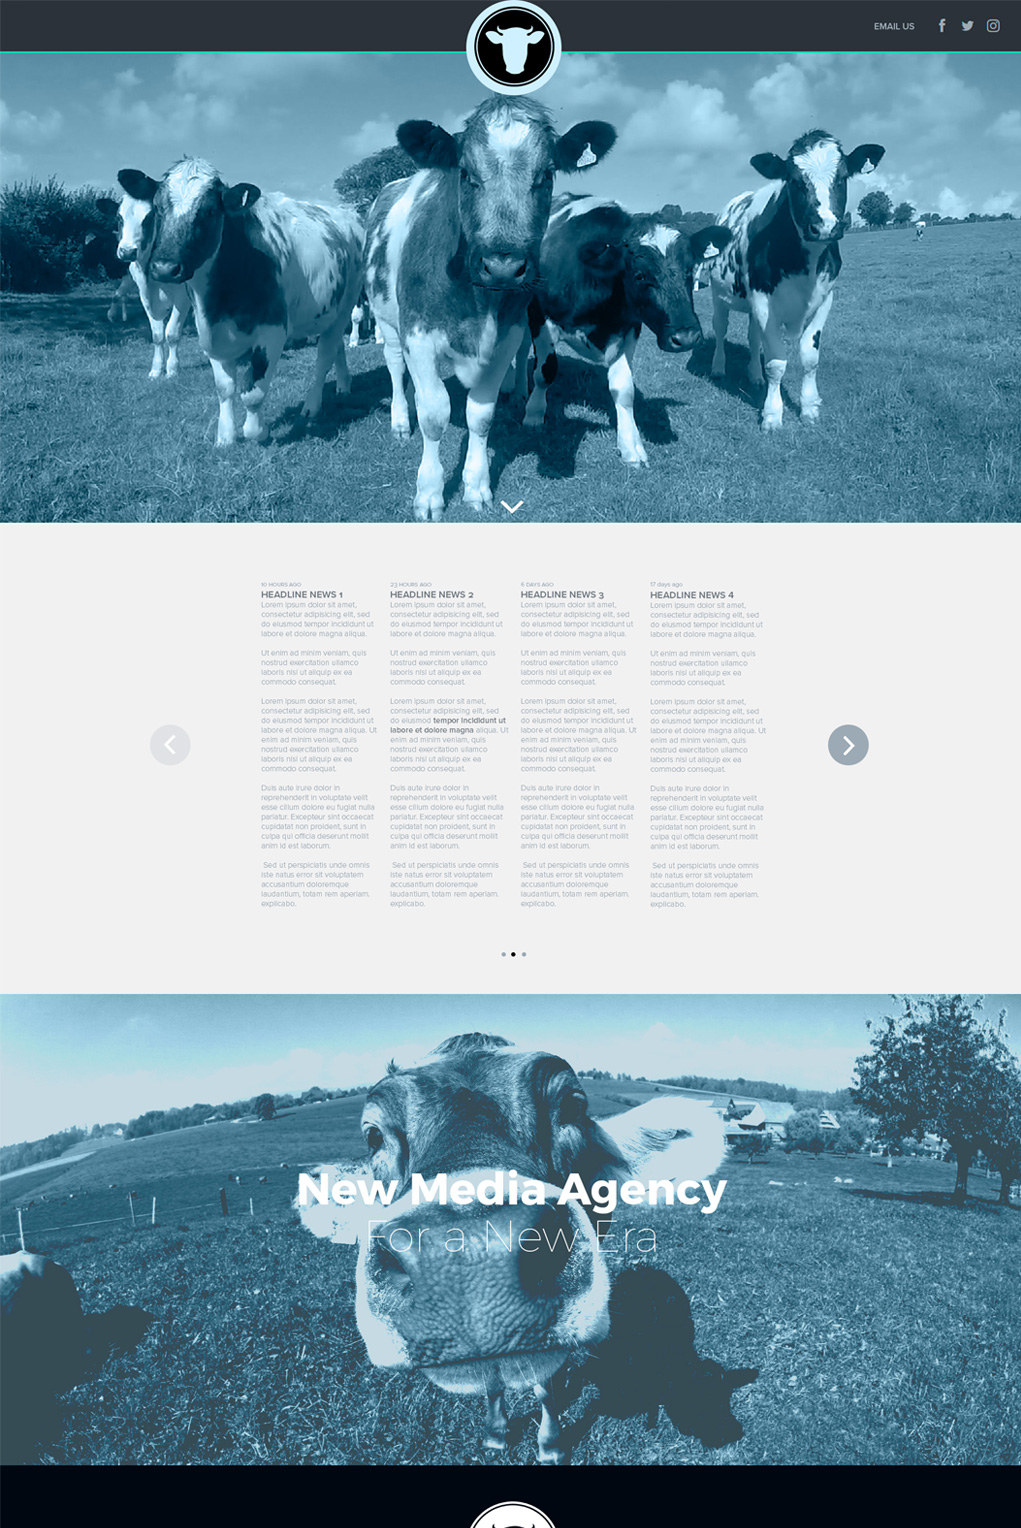 EMAIL US
10 HOURS AGO
HEADLINE NEWS 1
Lorem ipsum dolor sit amet,
consectetur adipisicing elit, sed
do eiusmod tempor incididunt ut
labore et dolore magna aliqua.
Ut enim ad minim veniam, quis
nostrud exercitation ullamco
laboris nisi ut aliquip ex ea
commodo consequat.
Lorem ipsum dolor sit amet,
consectetur adipisicing elit, sed
do eiusmod tempor incididunt ut
labore et dolore magna aliqua. Ut
enim ad minim veniam, quis
nostrud exercitation ullamco
laboris nisi ut aliquip ex ea
commodo consequat.
Duis aute irure dolor in
reprehenderit in voluptate velit
esse cillum dolore eu fugiat nulla
pariatur. Excepteur sint occaecat
cupidatat non proident, sunt in
culpa qui officia deserunt mollit
anim id est laborum.
Sed ut perspiciatis unde omnis
iste natus error sit voluptatem
accusantium doloremque
laudantium, totam rem aperiam.
explicabo.
23 HOURS AGO
HEADLINE NEWS 2
Lorem ipsum dolor sit amet,
consectetur adipisicing elit, sed
do eiusmod tempor incididunt ut
labore et dolore magna aliqua.
Ut enim ad minim veniam, quis
nostrud exercitation ullamco
laboris nisi ut aliquip ex ea
commodo consequat.
Lorem ipsum dolor sit amet,
consectetur adipisicing elit, sed
do eiusmod tempor incididunt ut
labore et dolore magna aliqua. Ut
enim ad minim veniam, quis
nostrud exercitation ullamco
laboris nisi ut aliquip ex ea
commodo consequat.
Duis aute irure dolor in
reprehenderit in voluptate velit
esse cillum dolore eu fugiat nulla
pariatur. Excepteur sint occaecat
cupidatat non proident, sunt in
culpa qui officia deserunt mollit
anim id est laborum.
Sed ut perspiciatis unde omnis
iste natus error sit voluptatem
accusantium doloremque
laudantium, totam rem aperiam.
explicabo.
6 DAYS AGO
HEADLINE NEWS 3
Lorem ipsum dolor sit amet,
consectetur adipisicing elit, sed
do eiusmod tempor incididunt ut
labore et dolore magna aliqua.
Ut enim ad minim veniam, quis
nostrud exercitation ullamco
laboris nisi ut aliquip ex ea
commodo consequat.
Lorem ipsum dolor sit amet,
consectetur adipisicing elit, sed
do eiusmod tempor incididunt ut
labore et dolore magna aliqua. Ut
enim ad minim veniam, quis
nostrud exercitation ullamco
laboris nisi ut aliquip ex ea
commodo consequat.
Duis aute irure dolor in
reprehenderit in voluptate velit
esse cillum dolore eu fugiat nulla
pariatur. Excepteur sint occaecat
cupidatat non proident, sunt in
culpa qui officia deserunt mollit
anim id est laborum.
Sed ut perspiciatis unde omnis
iste natus error sit voluptatem
accusantium doloremque
laudantium, totam rem aperiam.
explicabo.
17 days ago
HEADLINE NEWS 4
Lorem ipsum dolor sit amet,
consectetur adipisicing elit, sed
do eiusmod tempor incididunt ut
labore et dolore magna aliqua.
Ut enim ad minim veniam, quis
nostrud exercitation ullamco
laboris nisi ut aliquip ex ea
commodo consequat.
Lorem ipsum dolor sit amet,
consectetur adipisicing elit, sed
do eiusmod tempor incididunt ut
labore et dolore magna aliqua. Ut
enim ad minim veniam, quis
nostrud exercitation ullamco
laboris nisi ut aliquip ex ea
commodo consequat.
Duis aute irure dolor in
reprehenderit in voluptate velit
esse cillum dolore eu fugiat nulla
pariatur. Excepteur sint occaecat
cupidatat non proident, sunt in
culpa qui officia deserunt mollit
anim id est laborum.
Sed ut perspiciatis unde omnis
iste natus error sit voluptatem
accusantium doloremque
laudantium, totam rem aperiam.
explicabo.
New Media Agency
For a New Era